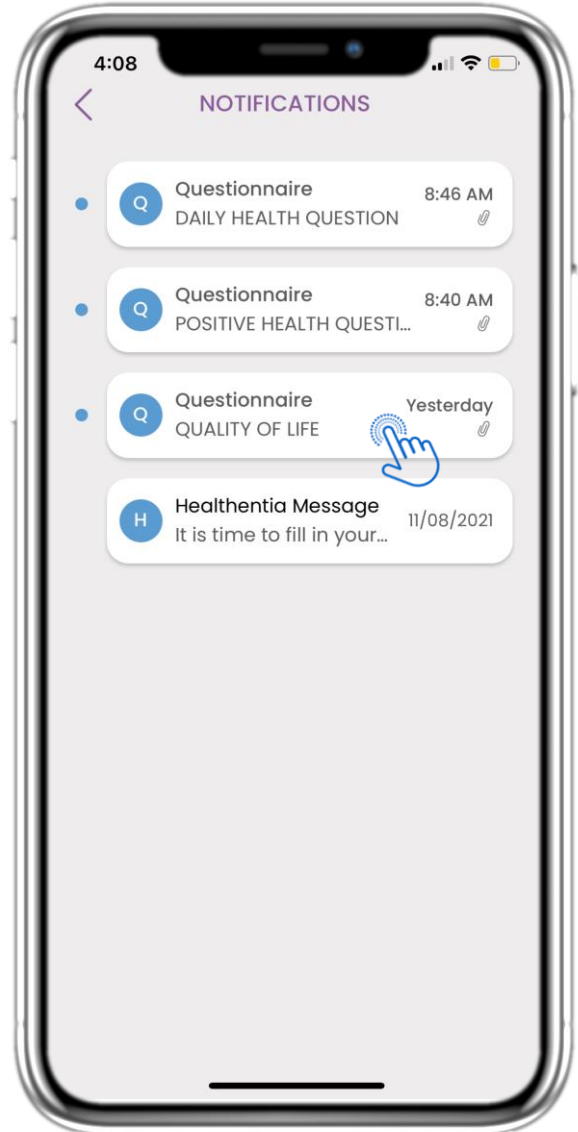 4:08
NOTIFICATIONS
Q
Questionnaire
8:46 AM
DAILY HEALTH QUESTION
Q
Questionnaire
8:40 AM
POSITIVE HEALTH QUESTI...
Q
Questionnaire
Yesterday
QUALITY OF LIFE
H
Healthentia Message
11/08/2021
It is time to fill in your...